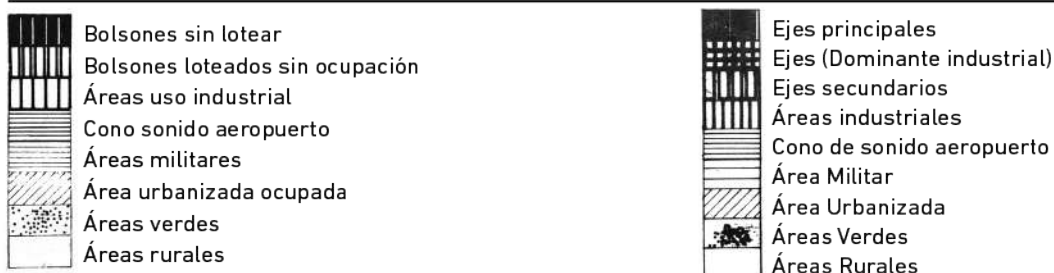 Bolsones sin lotear
Bolsones loteados sin ocupación
Áreas uso industrial
Cono sonido aeropuerto
Áreas militares
Área urbanizada ocupada
Áreas verdes
Áreas rurales
Ejes principales
Ejes (Dominante industrial)
Ejes secundarios
Áreas industriales
Cono de sonido aeropuerto
Área Militar
Área Urbanizada
Áreas Verdes
Áreas Rurales